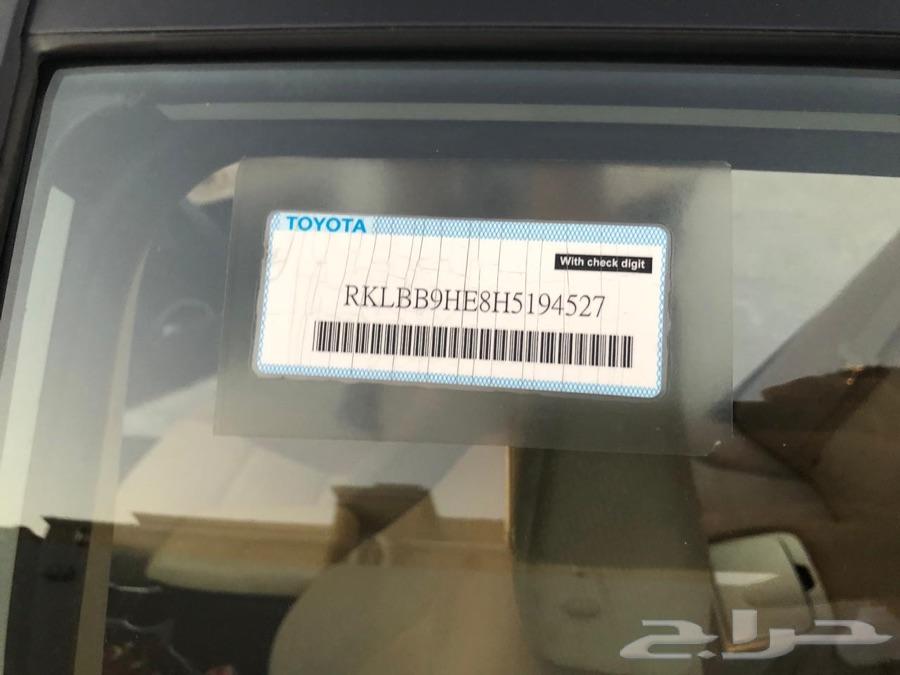 TOYOTA
With check digit
RKLBB9HE8H5194527
حراج